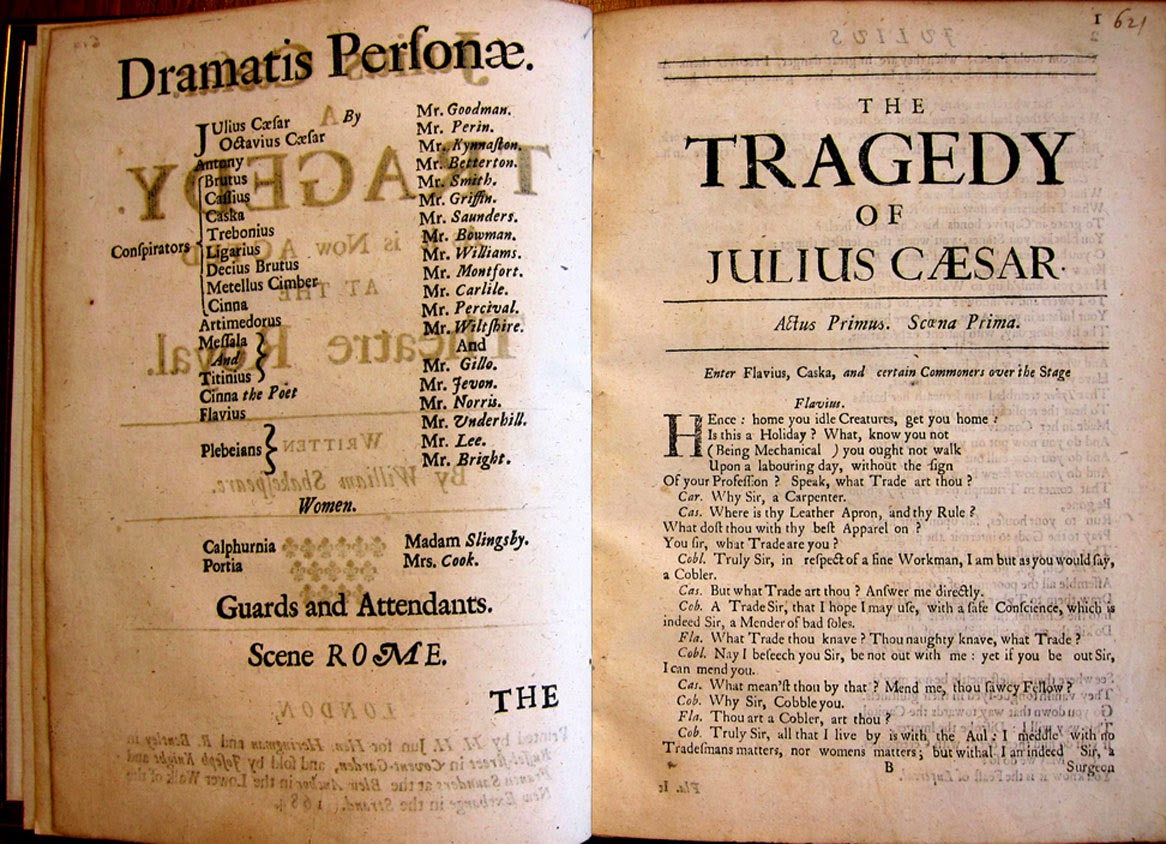 Dramatis Perſonæ.
JUlius Cæſar By Mr. Goodman.
Octavius Cæſar Mr. Perin.
Antony Mr. Kynnaſton.
Conſpirators
Brutus Mr. Betterton.
Caſſius Mr. Smith.
Caska Mr. Griffin.
Trebonius Mr. Saunders.
Ligarius Mr. Bowman.
Decius Brutus Mr. Williams.
Metellus Cimber Mr. Montfort.
Cinna Mr. Carlile.
Artimedorus Mr. Percival.
Meſſala Mr. Wiltſhire.
And And
Titinius Mr. Gillo.
Cinna the Poet Mr. Jevon.
Flavius Mr. Norris.
Plebeians
Mr. Underhill.
Mr. Lee.
Mr. Bright.
Women.
Calphurnia Madam Slingsby.
Portia Mrs. Cook.
Guards and Attendants.
Scene ROME.
THE
1 621
THE
TRAGEDY
OF
JULIUS CÆSAR.
Actus Primus. Scœna Prima.
Enter Flavius, Caska, and certain Commoners over the Stage
Flavius.
HEnce : home you idle Creatures, get you home :
Is this a Holiday ? What, know you not
( Being Mechanical ) you ought not walk
Upon a labouring day, without the ſign
Of your Profeſſion ? Speak, what Trade art thou ?
Car. Why Sir, a Carpenter.
Cas. Where is thy Leather Apron, and thy Rule ?
What doſt thou with thy beſt Apparel on ?
You ſir, what Trade are you ?
Cobl. Truly Sir, in reſpect of a fine Workman, I am but as you would ſay,
a Cobler.
Cas. But what Trade art thou ? Anſwer me directly.
Cob. A Trade Sir, that I hope I may uſe, with a ſafe Conſcience, which is
indeed Sir, a Mender of bad ſoles.
Fla. What Trade thou knave ? Thou naughty knave, what Trade ?
Cobl. Nay I beſeech you Sir, be not out with me : yet if you be out Sir,
I can mend you.
Cas. What mean'ſt thou by that ? Mend me, thou ſawcy Fellow ?
Cob. Why Sir, Cobble you.
Fla. Thou art a Cobler, art thou ?
Cob. Truly Sir, all that I live by is with the Aul : I meddle with no
Tradeſmans matters, nor womens matters ; but withal I an indeed Sir, a
B Surgeon